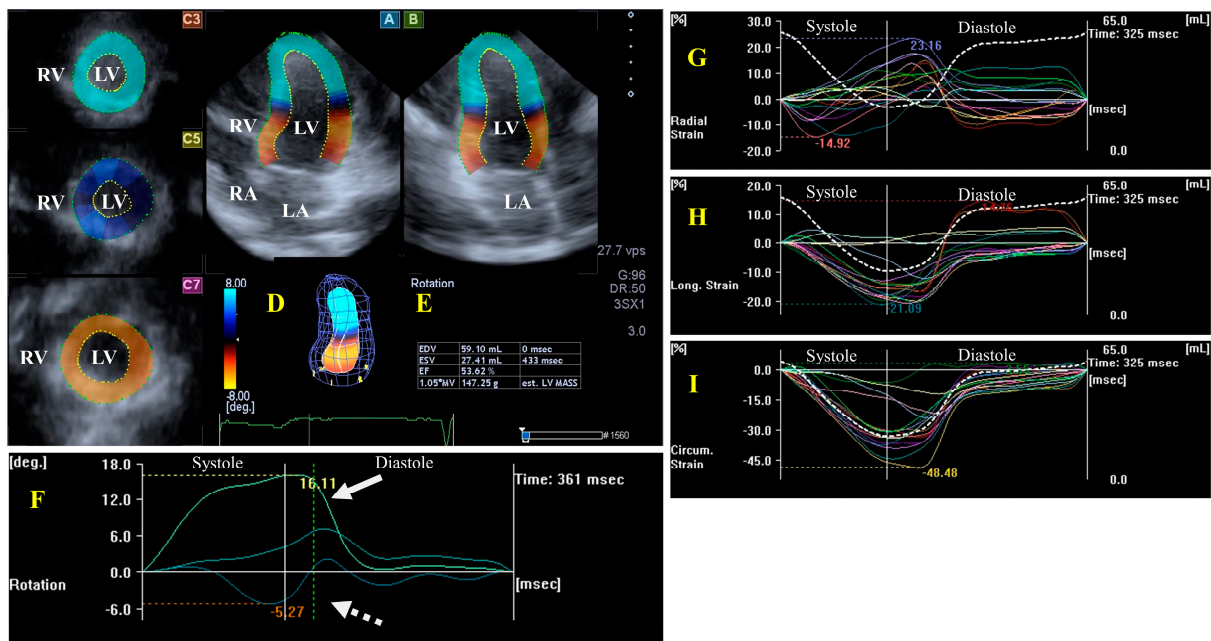 C3
RV LV
C5
RV LV
C7
RV LV
A B
RV LV
RA
LA
LV
LA
27.7 vps
G:96
DR:50
3SX1
3.0
D
8.00
-8.00
[deg.]
E
Rotation
EDV 59.10 mL 0 msec
ESV 27.41 mL 433 msec
EF 53.62 %
1.05*MV 147.25 g est. LV MASS
# 1560
F
[deg.]
18.0
12.0
6.0
0.0
-6.0
Rotation
Systole Diastole
16.11
-5.27
Time: 361 msec
[msec]
G
[%]
30.0
20.0
10.0
0.0
-10.0
-20.0
Radial
Strain
Systole Diastole
23.16
-14.92
65.0 [mL]
Time: 325 msec
[msec]
0.0
H
[%]
20.0
10.0
0.0
-10.0
-20.0
Long. Strain
Systole Diastole
-21.09
65.0 [mL]
Time: 325 msec
[msec]
0.0
I
[%]
0.0
-15.0
-30.0
-45.0
Circum.
Strain
Systole Diastole
-48.48
65.0 [mL]
Time: 325 msec
[msec]
0.0